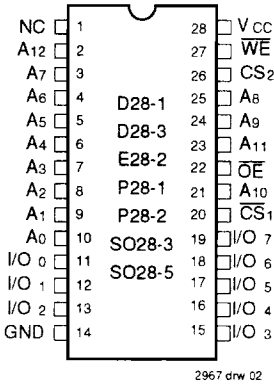 NC 1 28 VCC
A12 2 27 W̅E̅
A7 3 26 CS2
A6 4 D28-1 25 A8
A5 5 D28-3 24 A9
A4 6 E28-2 23 A11
A3 7 P28-1 22 O̅E̅
A2 8 P28-2 21 A10
A1 9 SO28-3 20 C̅S̅1
A0 10 SO28-5 19 I/O 7
I/O 0 11 18 I/O 6
I/O 1 12 17 I/O 5
I/O 2 13 16 I/O 4
GND 14 15 I/O 3
2967 drw 02